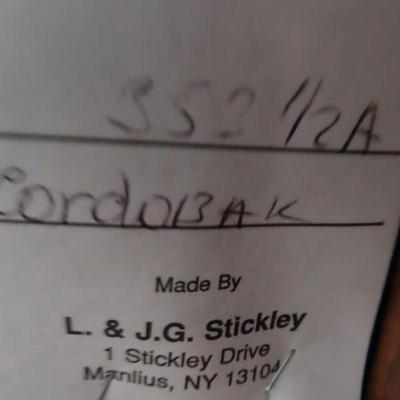 352 1/2A
CordoBAK
Made By
L. & J.G. Stickley
1 Stickley Drive
Manlius, NY 13104